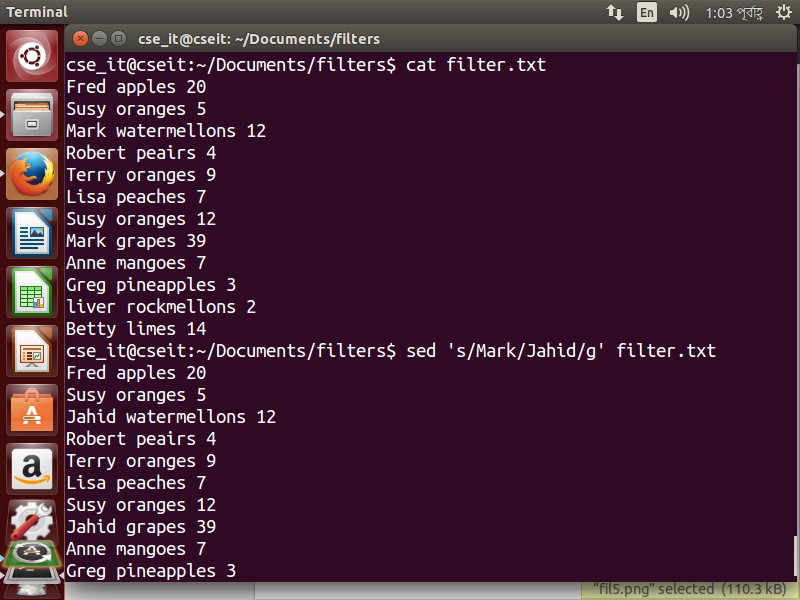 Terminal
En
1:03 পূর্বাহ্ণ
cse_it@cseit: ~/Documents/filters
cse_it@cseit:~/Documents/filters$ cat filter.txt
Fred apples 20
Susy oranges 5
Mark watermellons 12
Robert peairs 4
Terry oranges 9
Lisa peaches 7
Susy oranges 12
Mark grapes 39
Anne mangoes 7
Greg pineapples 3
liver rockmellons 2
Betty limes 14
cse_it@cseit:~/Documents/filters$ sed 's/Mark/Jahid/g' filter.txt
Fred apples 20
Susy oranges 5
Jahid watermellons 12
Robert peairs 4
Terry oranges 9
Lisa peaches 7
Susy oranges 12
Jahid grapes 39
Anne mangoes 7
Greg pineapples 3
"fil5.png" selected (110.3 kB)